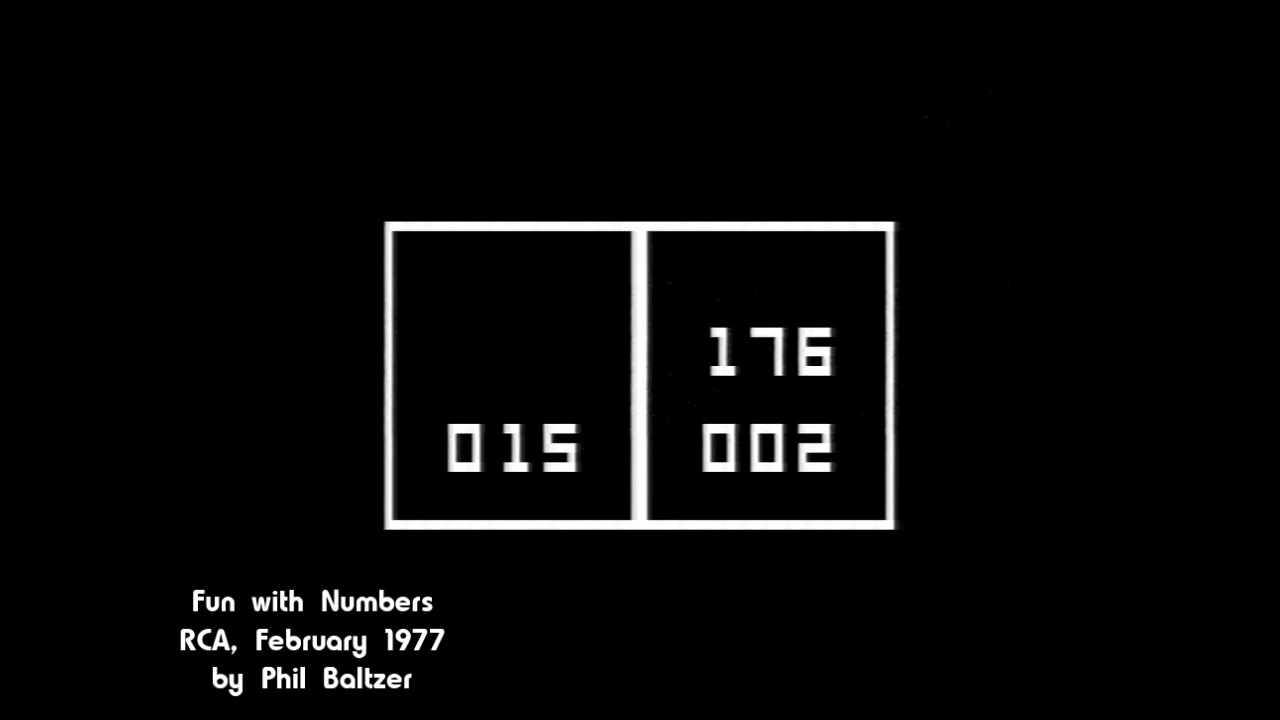 176
015 002
Fun with Numbers
RCA, February 1977
by Phil Baltzer